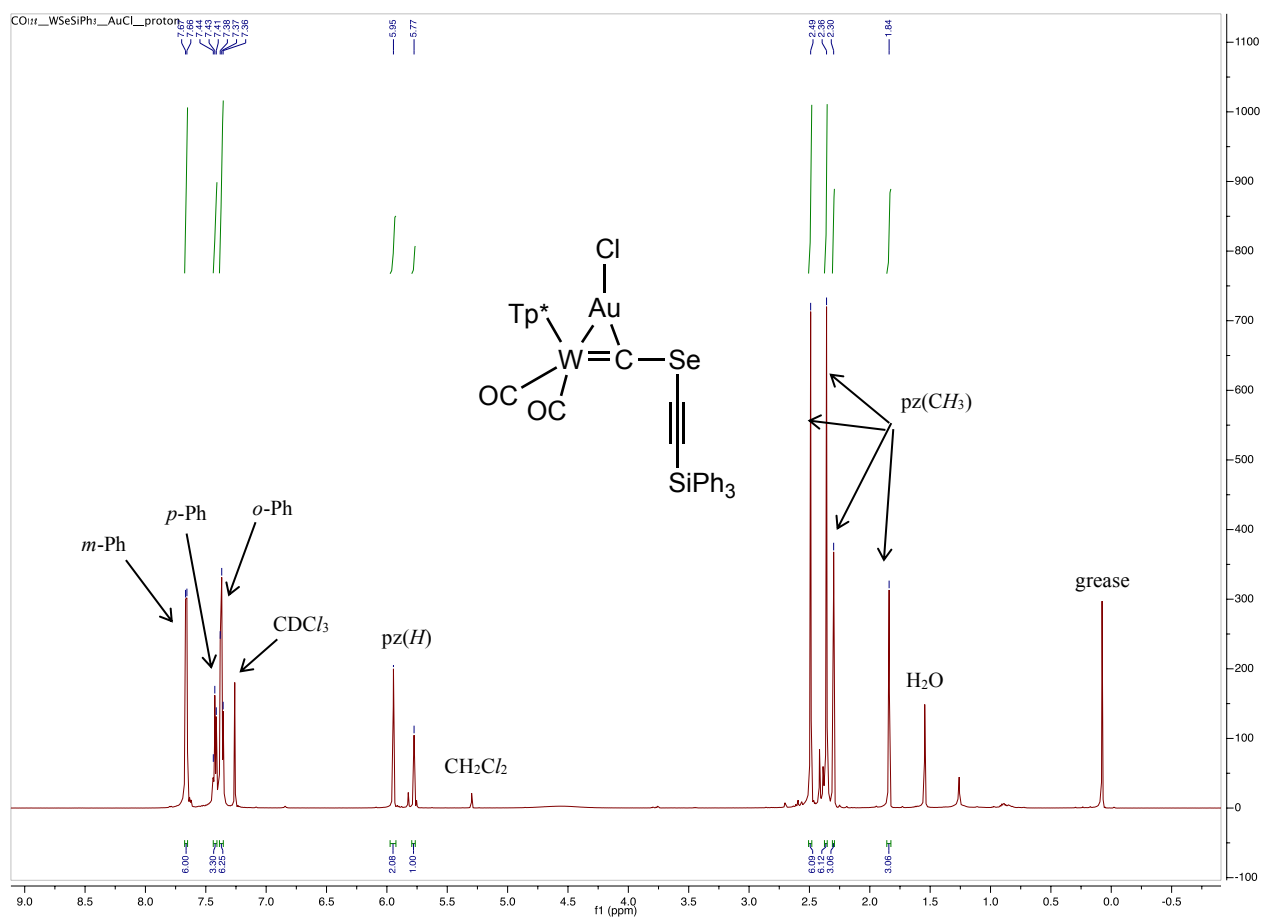 COııı__WSeSiPh₃__AuCl__proton
7.67
7.66
7.44
7.43
7.41
7.38
7.37
7.36
5.95
5.77
2.49
2.36
2.30
1.84
1100
1000
900
800
700
600
500
400
300
200
100
0
-100
Cl
Au
Tp*
W
C
Se
OC
OC
SiPh₃
pz(CH₃)
m-Ph
p-Ph
o-Ph
CDCl₃
pz(H)
CH₂Cl₂
H₂O
grease
6.00
3.30
6.25
2.08
1.00
6.09
6.12
3.06
3.06
9.0 8.5 8.0 7.5 7.0 6.5 6.0 5.5 5.0 4.5 4.0 3.5 3.0 2.5 2.0 1.5 1.0 0.5 0.0 -0.5
f1 (ppm)